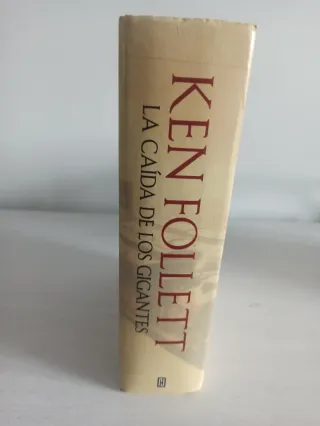 KEN FOLLETT
LA CAÍDA DE LOS GIGANTES